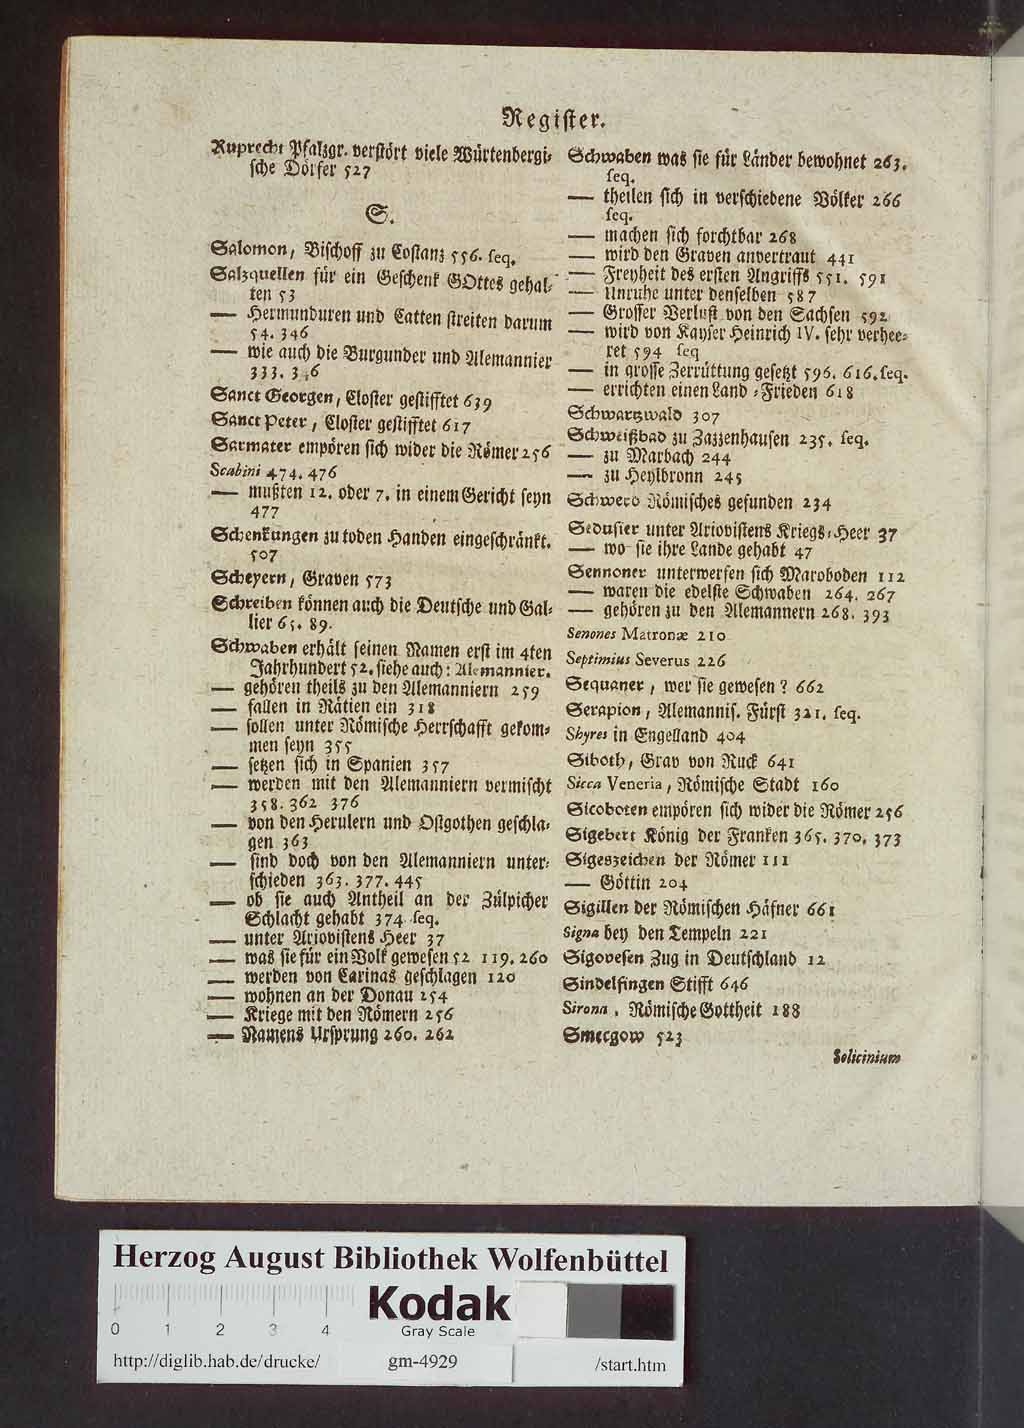 Register.
Ruprecht Pfalzgr. verstört viele Würtenbergi-
sche Dörfer 527
S.
Salomon, Bischoff zu Costanz 556. seq.
Saltzquellen für ein Geschenk GOttes gehal-
ten 53
— Hermunduren und Catten streiten darum
54. 346
— wie auch die Burgunder und Alemannier
333. 346
Sanct Georgen, Closter gestifftet 639
Sanct Peter, Closter gestifftet 617
Sarmater empören sich wider die Römer 256
Scabini 474. 476
— mußten 12. oder 7. in einem Gericht seyn
477
Schenkungen zu toden Handen eingeschränkt.
507
Scheyern, Graven 573
Schreiben können auch die Deutsche und Gal-
lier 65. 89.
Schwaben erhält seinen Namen erst im 4ten
Jahrhundert 52. siehe auch: Alemannier.
— gehören theils zu den Alemanniern 259
— fallen in Rätien ein 318
— sollen unter Römische Herrschafft gekom-
men seyn 355
— setzen sich in Spanien 357
— werden mit den Alemanniern vermischt
358. 362 376
— von den Herulern und Ostgothen geschla-
gen 363
— sind doch von den Alemanniern unter-
schieden 363. 377. 445
— ob sie auch Antheil an der Zülpicher
Schlacht gehabt 374 seq.
— unter Ariovistens Heer 37
— was sie für ein Volk gewesen 52 119. 260
— werden von Carinas geschlagen 120
— wohnen an der Donau 254
— Kriege mit den Römern 256
— Namens Ursprung 260. 262
Schwaben was sie für Länder bewohnet 263.
seq.
— theilen sich in verschiedene Völker 266
seq.
— machen sich forchtbar 268
— wird den Graven anvertraut 441
— Freyheit des ersten Angriffs 551. 591
— Unruhe unter denselben 587
— Grosser Verlust von den Sachsen 592
— wird von Kayser Heinrich IV. sehr verhee-
ret 594 seq
— in grosse Zerrüttung gesetzt 596. 616. seq.
— errichten einen Land-Frieden 618
Schwartzwald 307
Schweißbad zu Zazzenhausen 235. seq.
— zu Marbach 244
— zu Heylbronn 245
Schwerd Römisches gefunden 234
Sedusier unter Ariovistens Kriegs-Heer 37
— wo sie ihre Lande gehabt 47
Sennoner unterwerfen sich Maroboden 112
— waren die edelste Schwaben 264. 267
— gehören zu den Alemannern 268. 393
Senones Matronæ 210
Septimius Severus 226
Sequaner, wer sie gewesen? 662
Serapion, Alemannis. Fürst 321. seq.
Shyres in Engelland 404
Siboth, Grav von Ruck 641
Sicca Veneria, Römische Stadt 160
Sicoboten empören sich wider die Römer 256
Sigebert König der Franken 365. 370. 373
Sigeszeichen der Römer 111
— Göttin 204
Sigillen der Römischen Häfner 661
Signa bey den Tempeln 221
Sigovesen Zug in Deutschland 12
Sindelfingen Stifft 646
Sirona, Römische Gottheit 188
Smecgow 523
Solicinium
Herzog August Bibliothek Wolfenbüttel
Kodak
Gray Scale
0 1 2 3 4
http://diglib.hab.de/drucke/ gm-4929 /start.htm